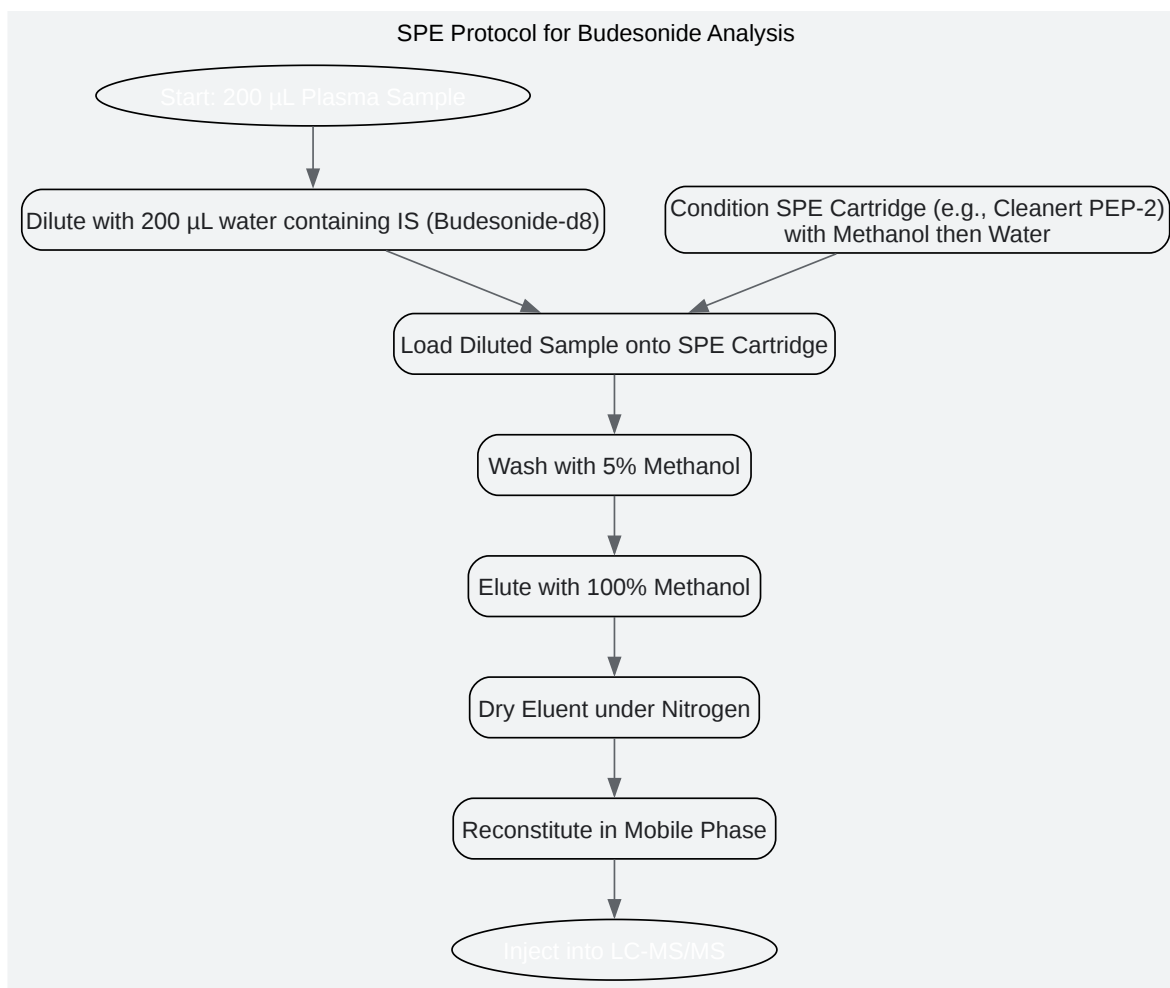 SPE Protocol for Budesonide Analysis
Start: 200 µL Plasma Sample
Dilute with 200 µL water containing IS (Budesonide-d8)
Condition SPE Cartridge (e.g., Cleanert PEP-2)
with Methanol then Water
Load Diluted Sample onto SPE Cartridge
Wash with 5% Methanol
Elute with 100% Methanol
Dry Eluent under Nitrogen
Reconstitute in Mobile Phase
Inject into LC-MS/MS